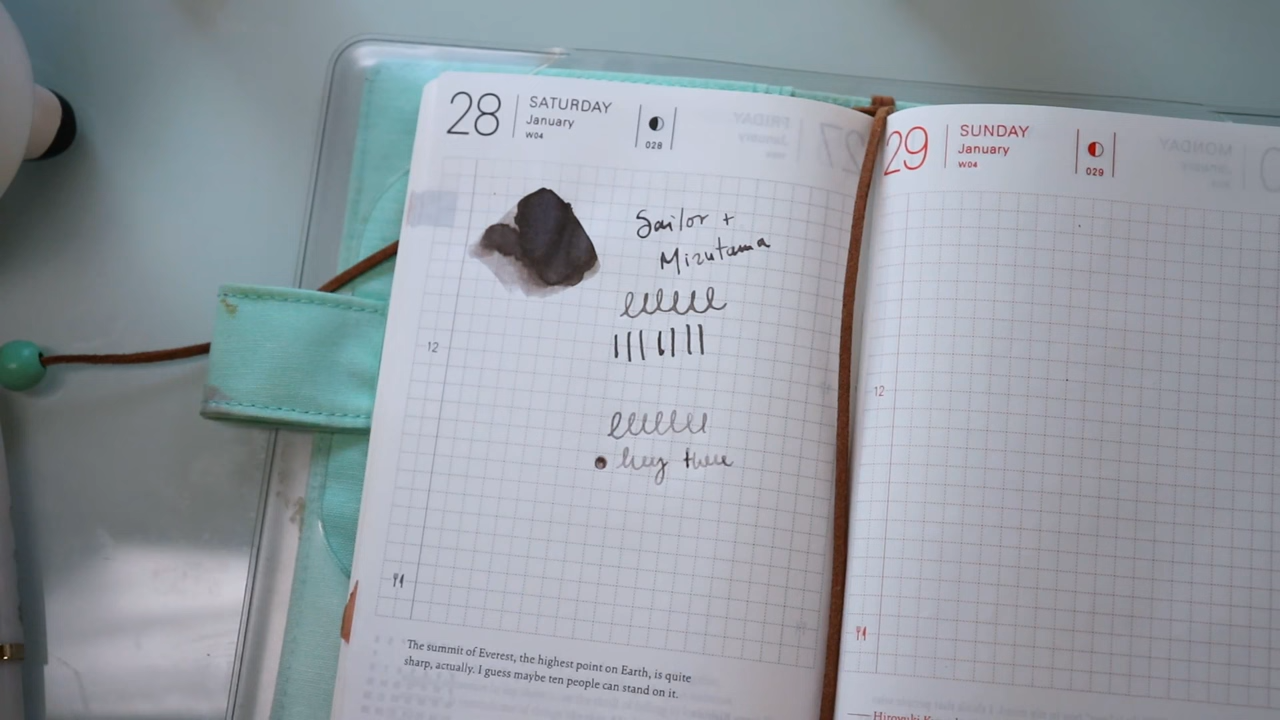 28
SATURDAY
January
W04
028
Sailor +
Mizutama
12
hey there
The summit of Everest, the highest point on Earth, is quite
sharp, actually. I guess maybe ten people can stand on it.
29
SUNDAY
January
W04
029
12